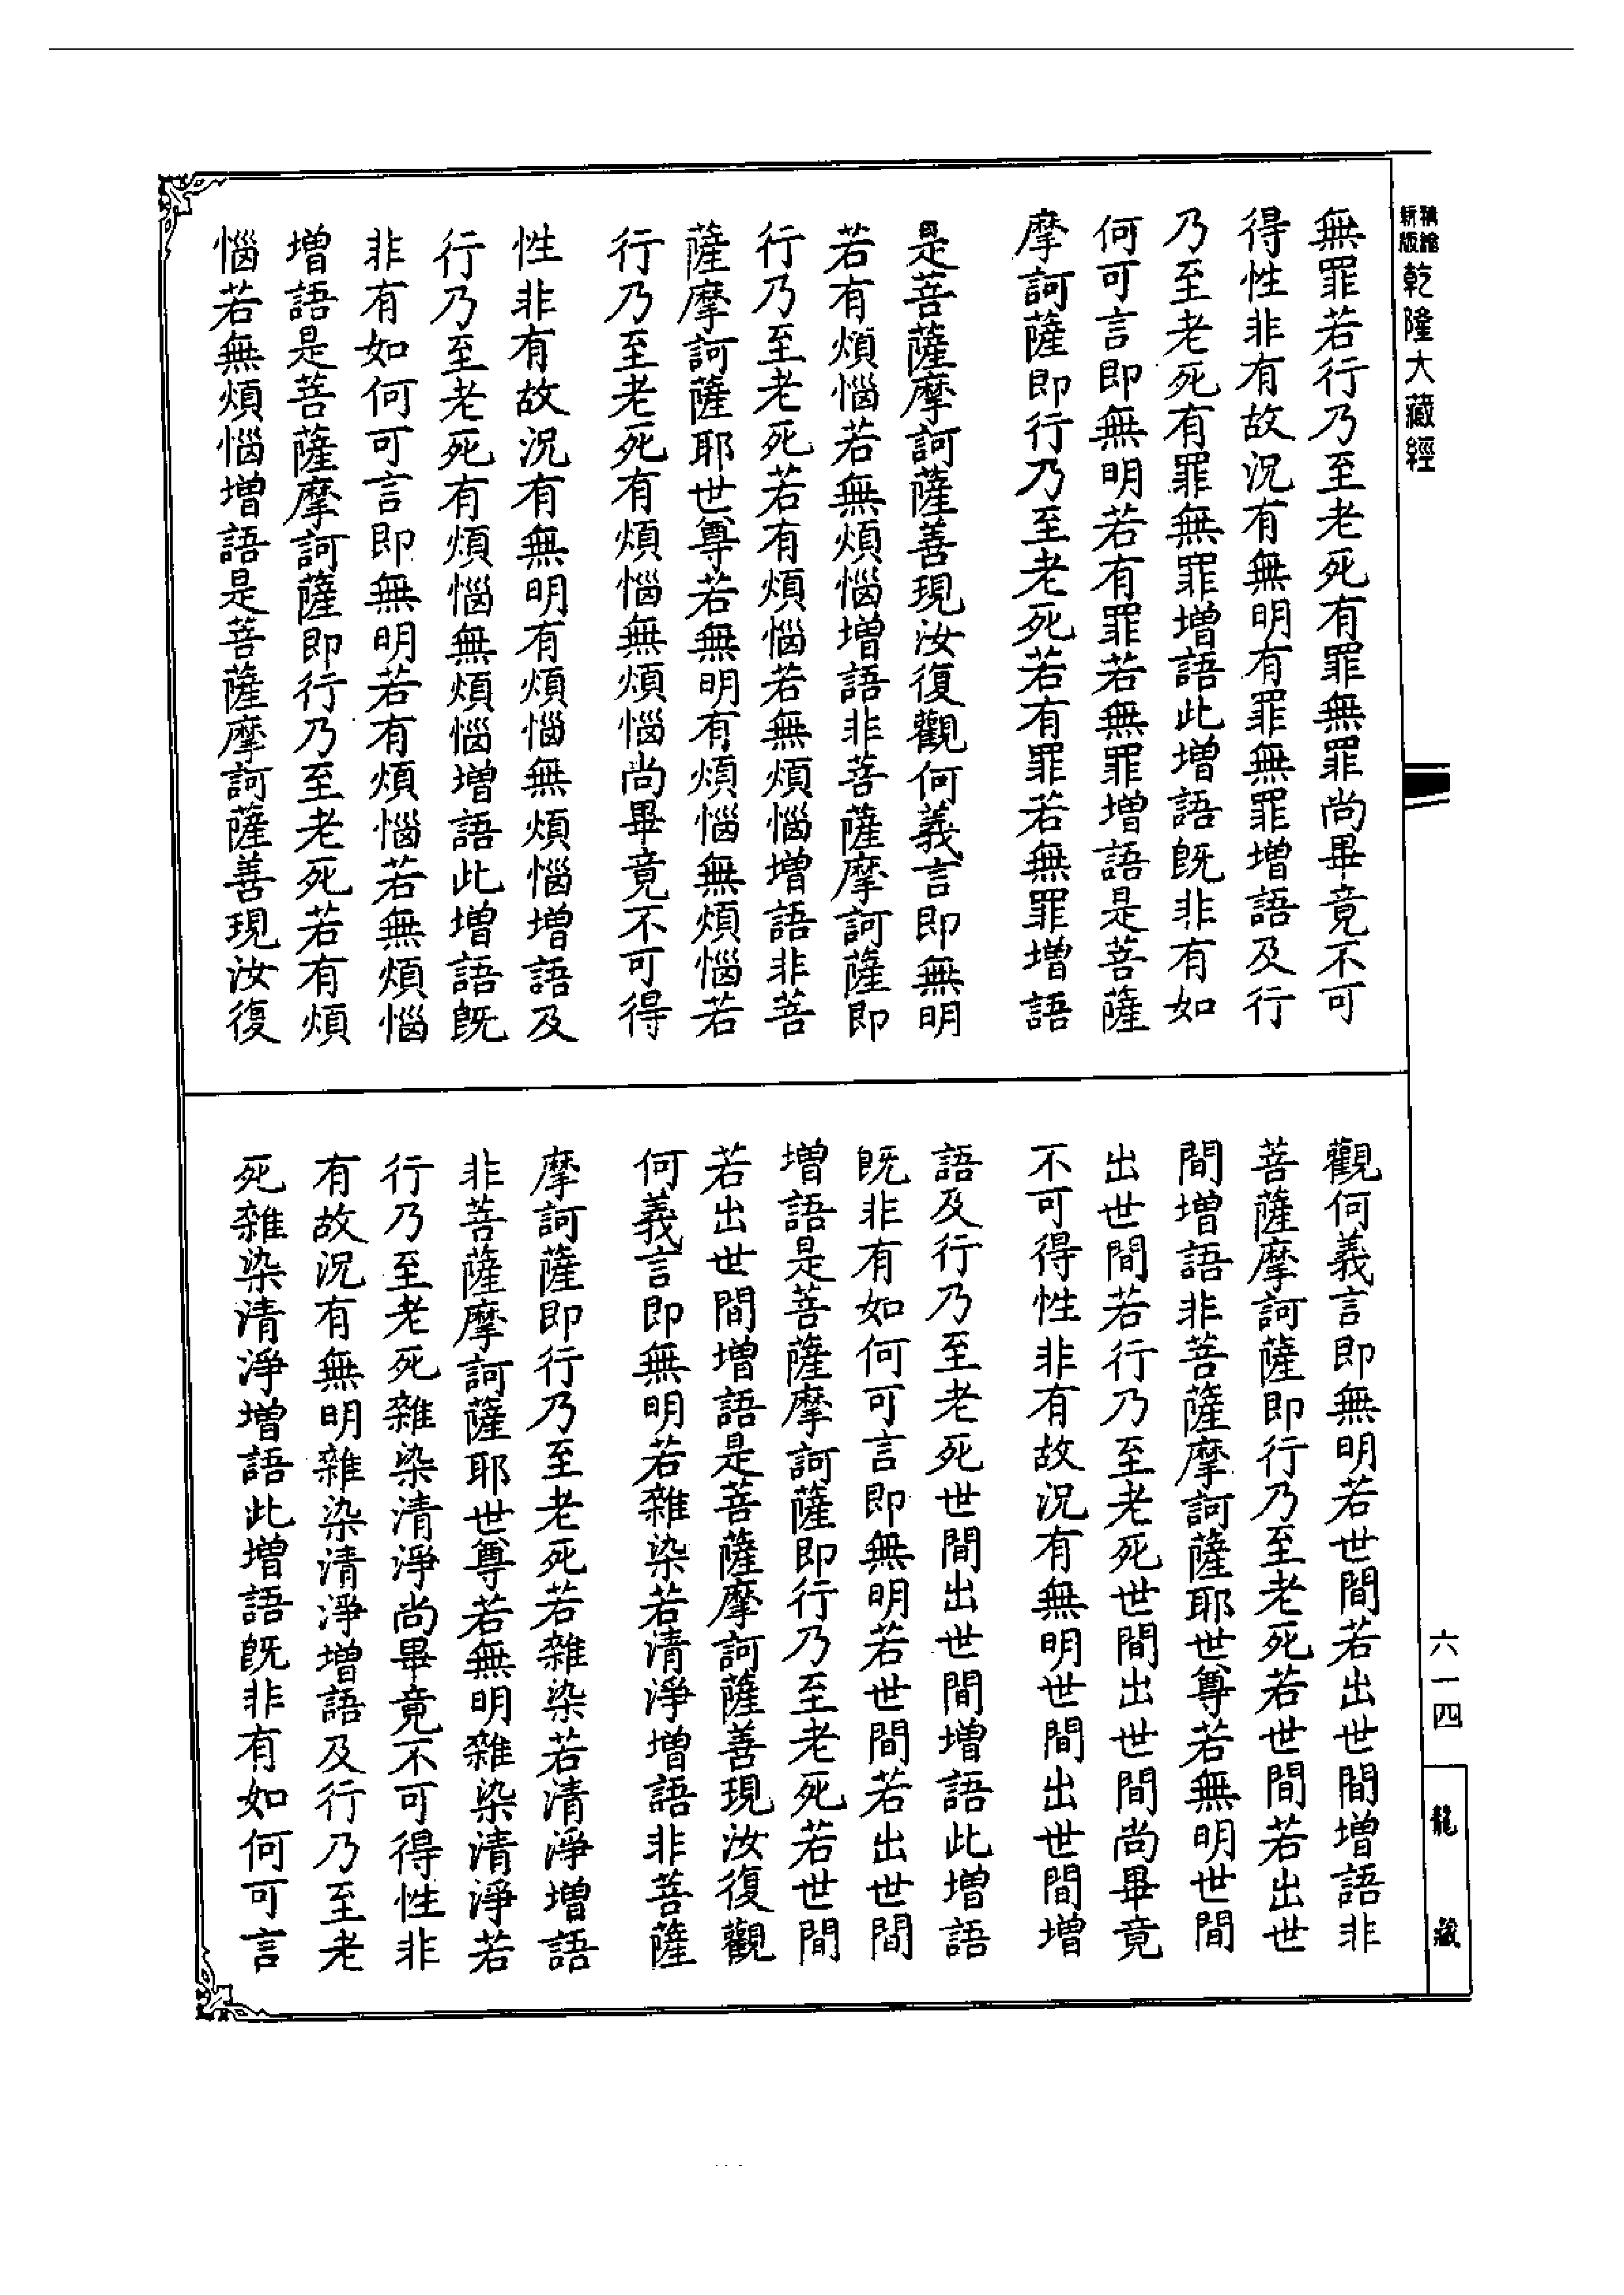 精縮新版 乾隆大藏經
無罪若行乃至老死有罪無罪尚畢竟不可
得性非有故況有無明有罪無罪增語及行
乃至老死有罪無罪增語此增語既非有如
何可言即無明若有罪若無罪增語是菩薩
摩訶薩即行乃至老死若有罪若無罪增語
是菩薩摩訶薩善現汝復觀何義言即無明
若有煩惱若無煩惱增語非菩薩摩訶薩即
行乃至老死若有煩惱若無煩惱增語非菩
薩摩訶薩耶世尊若無明有煩惱無煩惱若
行乃至老死有煩惱無煩惱尚畢竟不可得
性非有故況有無明有煩惱無煩惱增語及
行乃至老死有煩惱無煩惱增語此增語既
非有如何可言即無明若有煩惱若無煩惱
增語是菩薩摩訶薩即行乃至老死若有煩
惱若無煩惱增語是菩薩摩訶薩善現汝復
觀何義言即無明若世間若出世間增語非
菩薩摩訶薩即行乃至老死若世間若出世
間增語非菩薩摩訶薩耶世尊若無明世間
出世間若行乃至老死世間出世間尚畢竟
不可得性非有故況有無明世間出世間增
語及行乃至老死世間出世間增語此增語
既非有如何可言即無明若世間若出世間
增語是菩薩摩訶薩即行乃至老死若世間
若出世間增語是菩薩摩訶薩善現汝復觀
何義言即無明若雜染若清淨增語非菩薩
摩訶薩即行乃至老死若雜染若清淨增語
非菩薩摩訶薩耶世尊若無明雜染清淨若
行乃至老死雜染清淨尚畢竟不可得性非
有故況有無明雜染清淨增語及行乃至老
死雜染清淨增語此增語既非有如何可言
六一四
龍藏